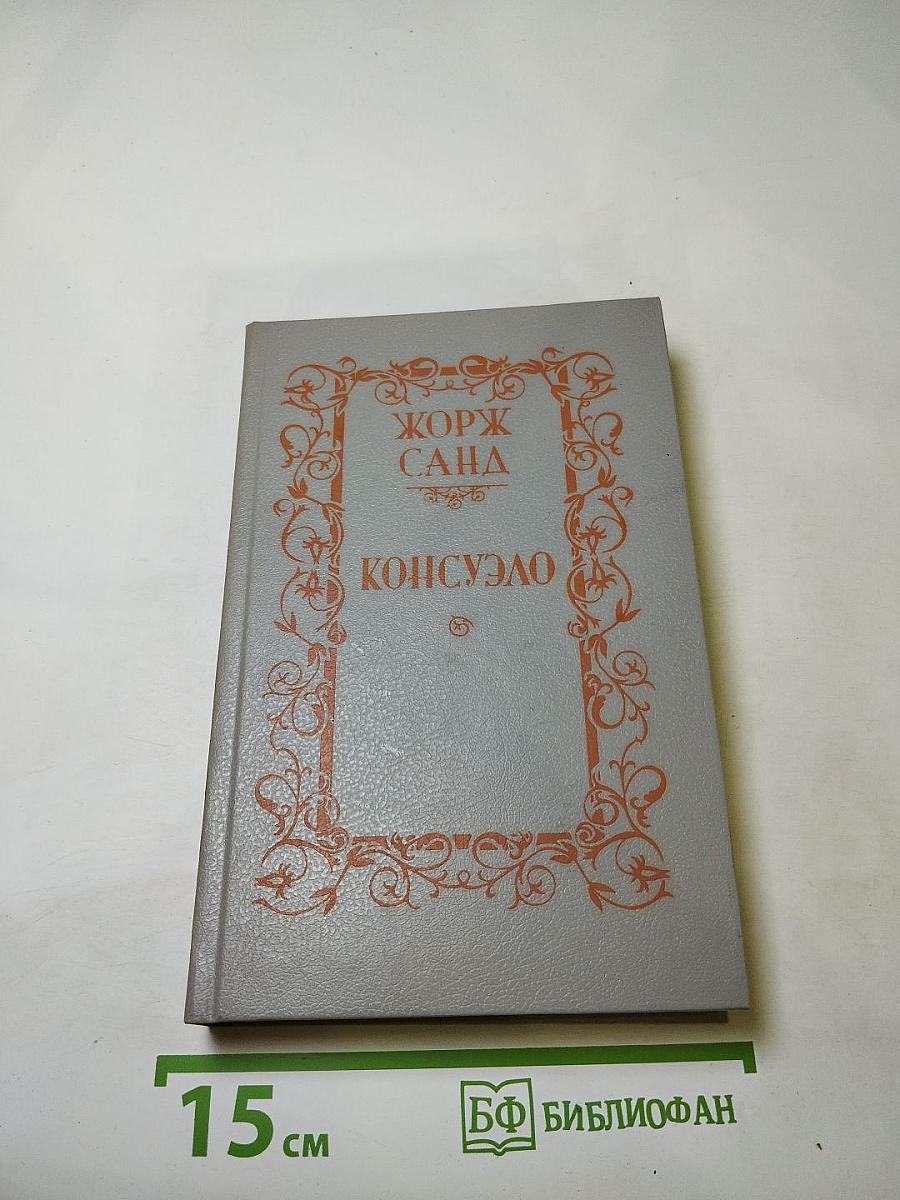 ЖОРЖ
САНД
КОНСУЭЛО
15 см
БФ БИБЛИОФАН